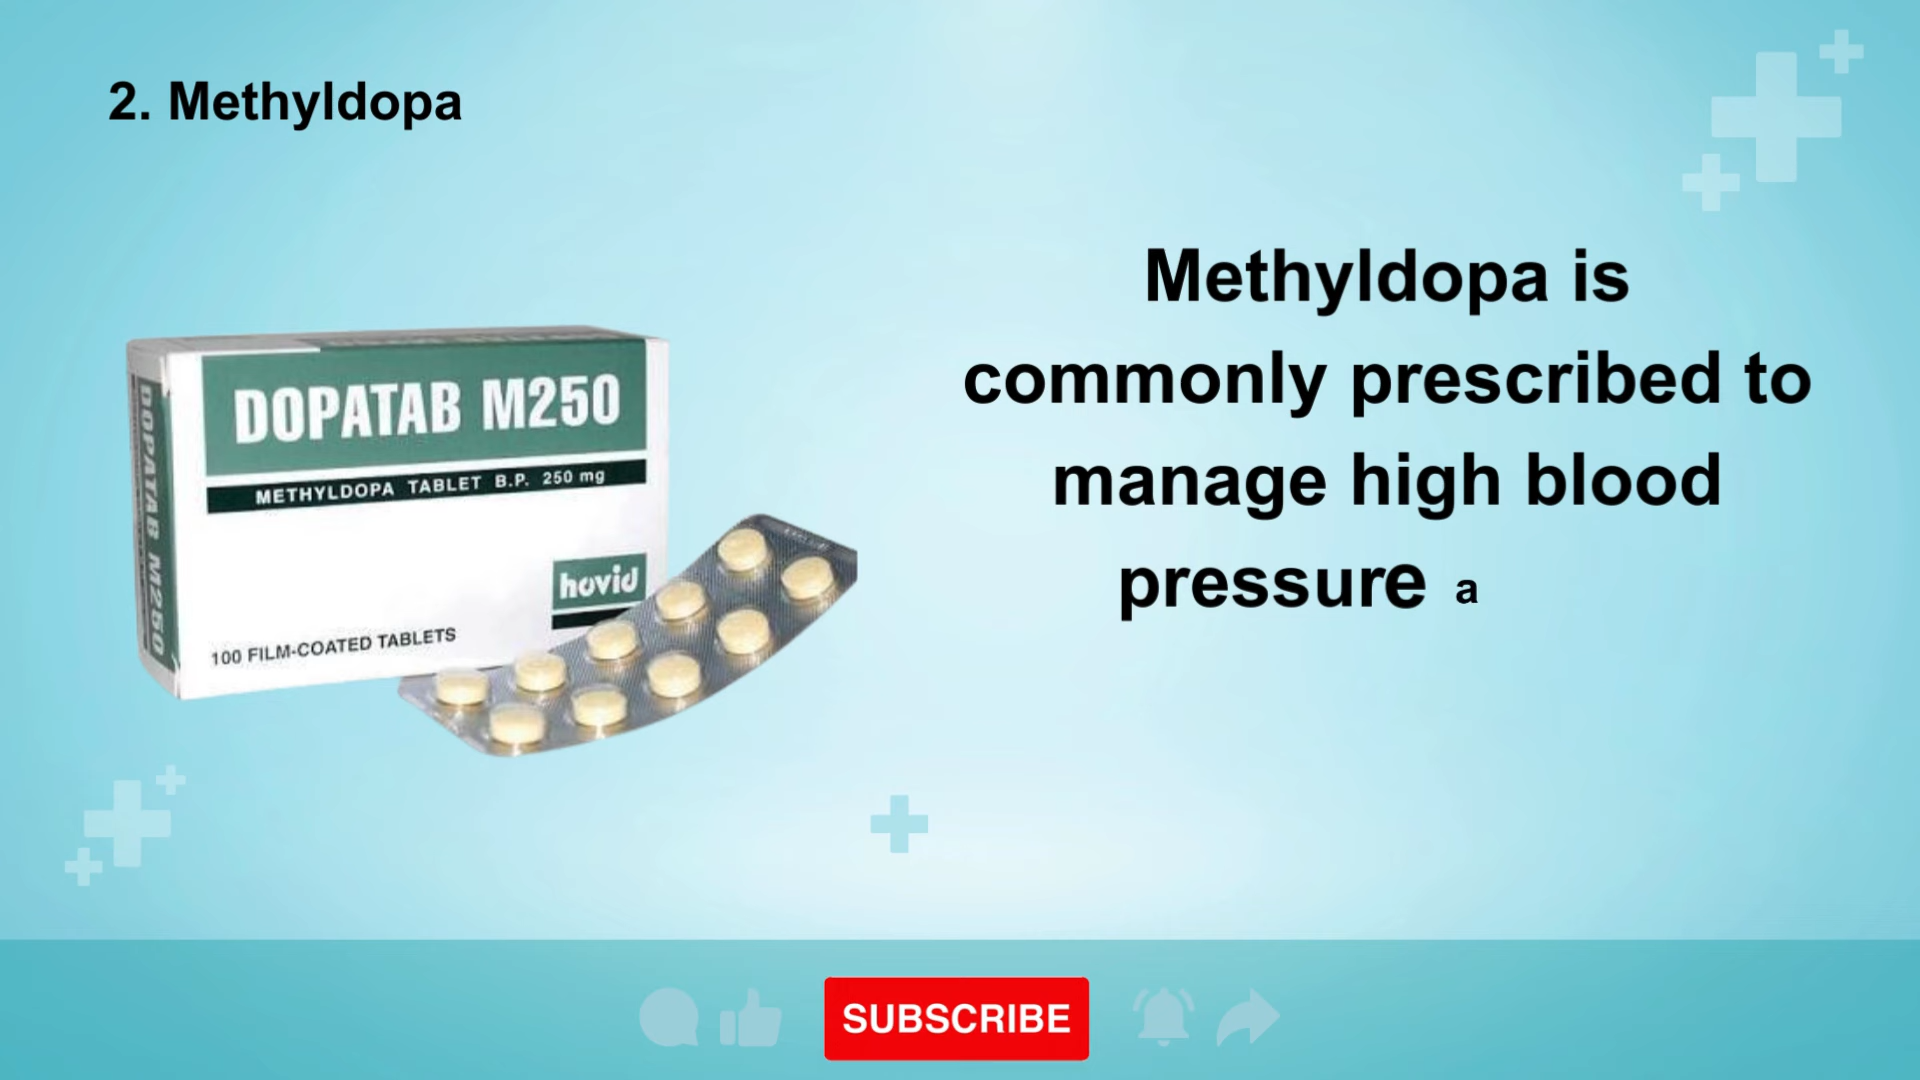 2. Methyldopa
Methyldopa is
commonly prescribed to
manage high blood
pressure a
DOPATAB M250
METHYLDOPA TABLET B.P. 250 mg
DOPATAB M250
hovid
100 FILM-COATED TABLETS
SUBSCRIBE